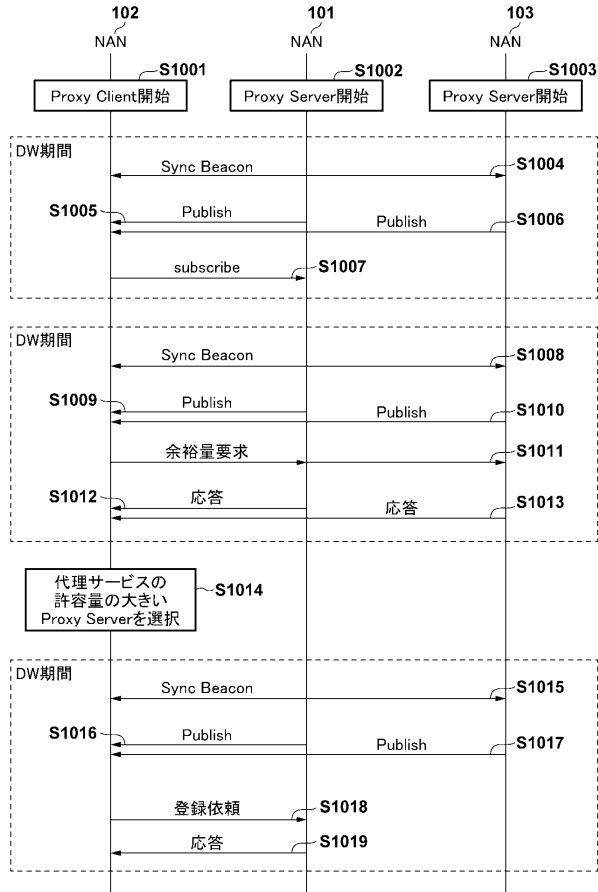 102 101 103
NAN NAN NAN
S1001 S1002 S1003
Proxy Client開始 Proxy Server開始 Proxy Server開始
DW期間
Sync Beacon S1004
S1005 Publish Publish S1006
subscribe S1007
DW期間
Sync Beacon S1008
S1009 Publish Publish S1010
余裕量要求 S1011
S1012 応答 応答 S1013
代理サービスの
許容量の大きい
Proxy Serverを選択
S1014
DW期間
Sync Beacon S1015
S1016 Publish Publish S1017
登録依頼 S1018
応答 S1019